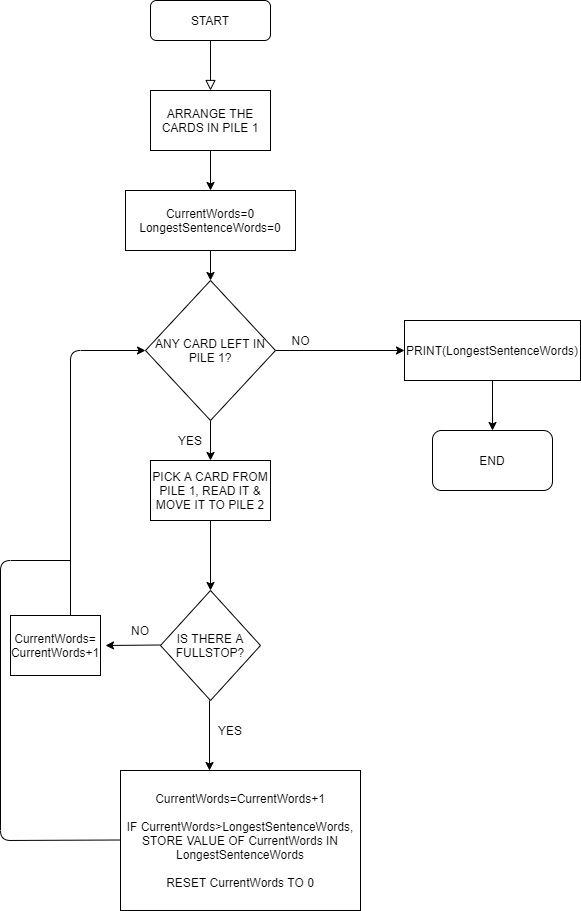 START
ARRANGE THE
CARDS IN PILE 1
CurrentWords=0
LongestSentenceWords=0
ANY CARD LEFT IN
PILE 1?
NO
PRINT(LongestSentenceWords)
END
YES
PICK A CARD FROM
PILE 1, READ IT &
MOVE IT TO PILE 2
IS THERE A
FULLSTOP?
NO
CurrentWords=
CurrentWords+1
YES
CurrentWords=CurrentWords+1
IF CurrentWords>LongestSentenceWords,
STORE VALUE OF CurrentWords IN
LongestSentenceWords
RESET CurrentWords TO 0